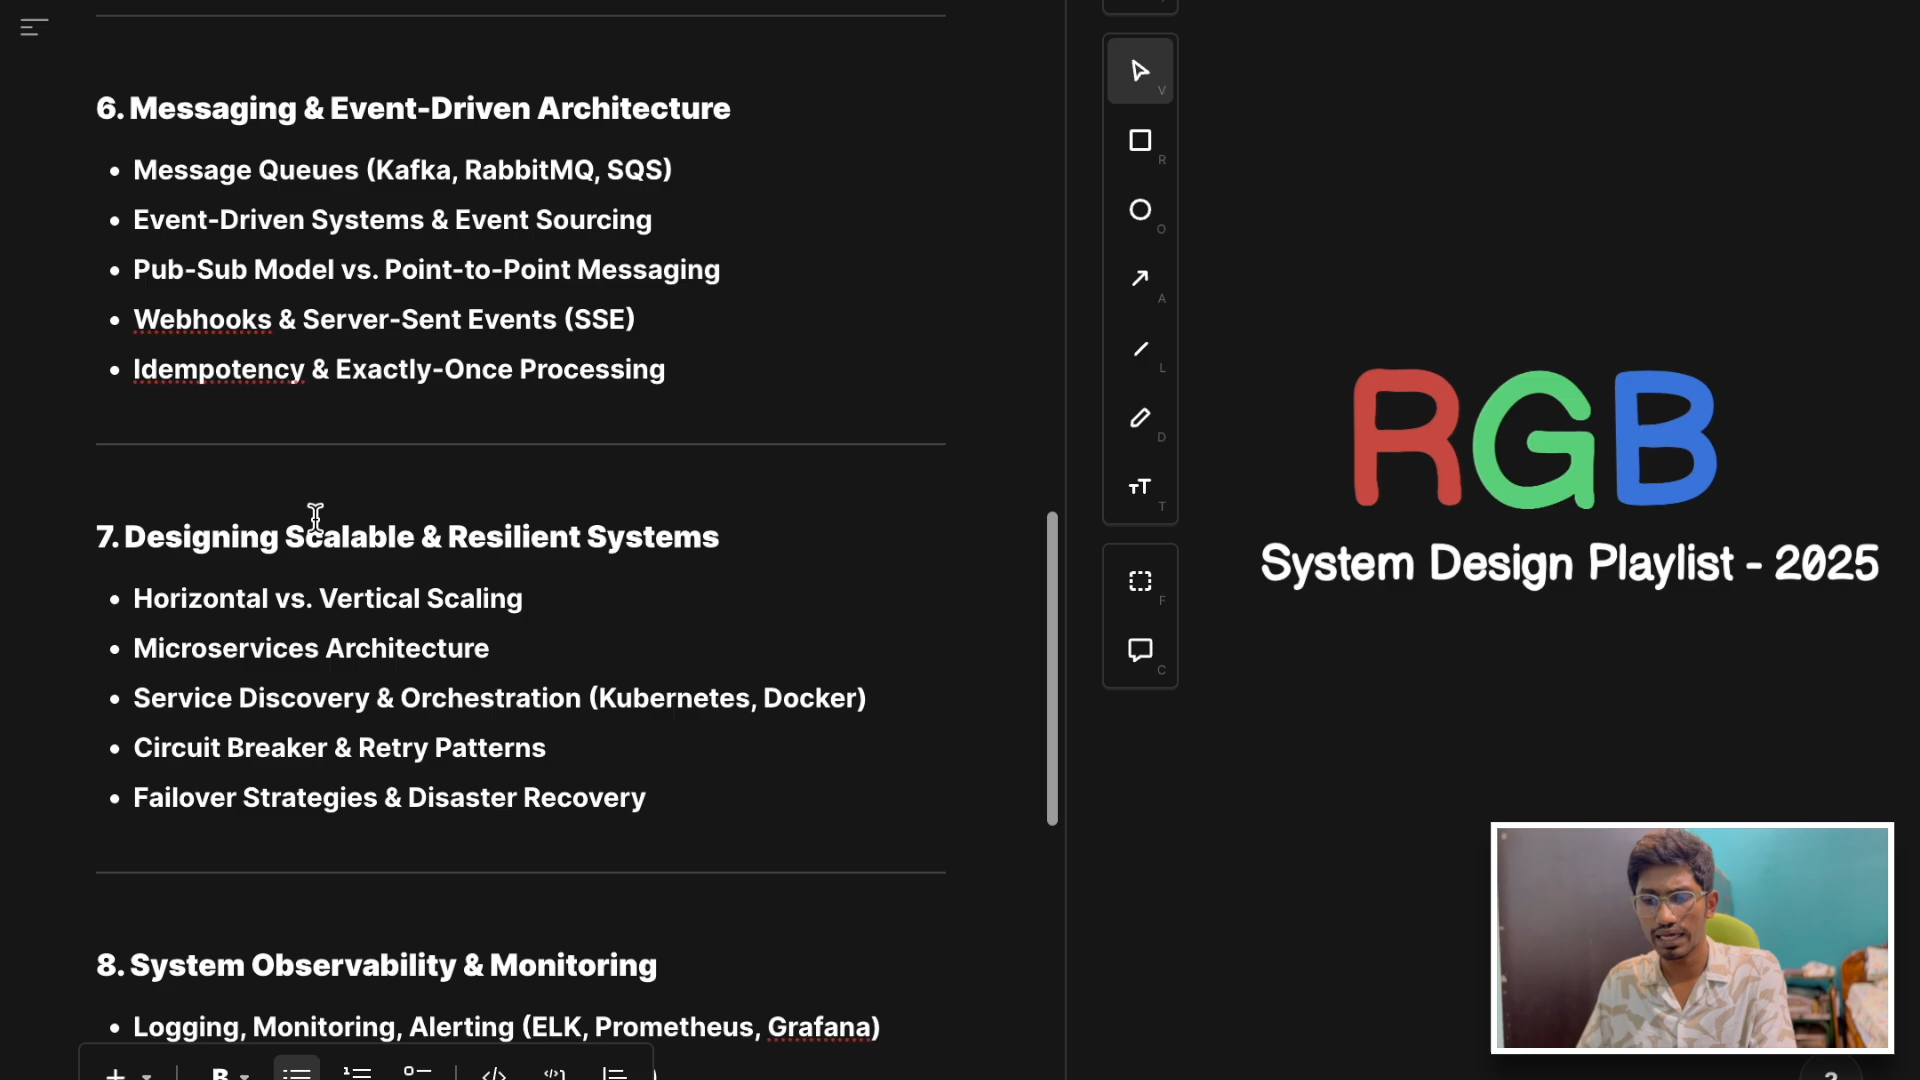 6. Messaging & Event-Driven Architecture
• Message Queues (Kafka, RabbitMQ, SQS)
• Event-Driven Systems & Event Sourcing
• Pub-Sub Model vs. Point-to-Point Messaging
• Webhooks & Server-Sent Events (SSE)
• Idempotency & Exactly-Once Processing
7. Designing Scalable & Resilient Systems
• Horizontal vs. Vertical Scaling
• Microservices Architecture
• Service Discovery & Orchestration (Kubernetes, Docker)
• Circuit Breaker & Retry Patterns
• Failover Strategies & Disaster Recovery
8. System Observability & Monitoring
• Logging, Monitoring, Alerting (ELK, Prometheus, Grafana)
V
R
O
A
L
D
TT
T
F
C
RGB
System Design Playlist - 2025
B